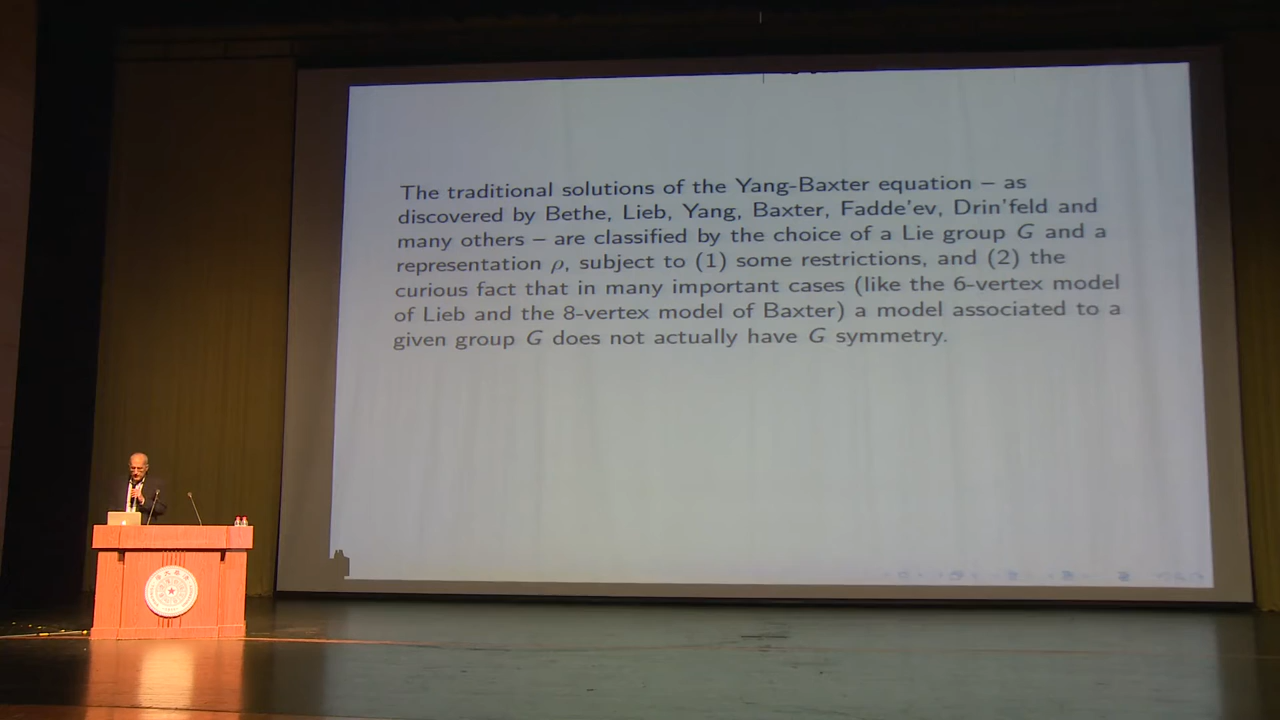 The traditional solutions of the Yang-Baxter equation – as
discovered by Bethe, Lieb, Yang, Baxter, Fadde'ev, Drin'feld and
many others – are classified by the choice of a Lie group G and a
representation ρ, subject to (1) some restrictions, and (2) the
curious fact that in many important cases (like the 6-vertex model
of Lieb and the 8-vertex model of Baxter) a model associated to a
given group G does not actually have G symmetry.